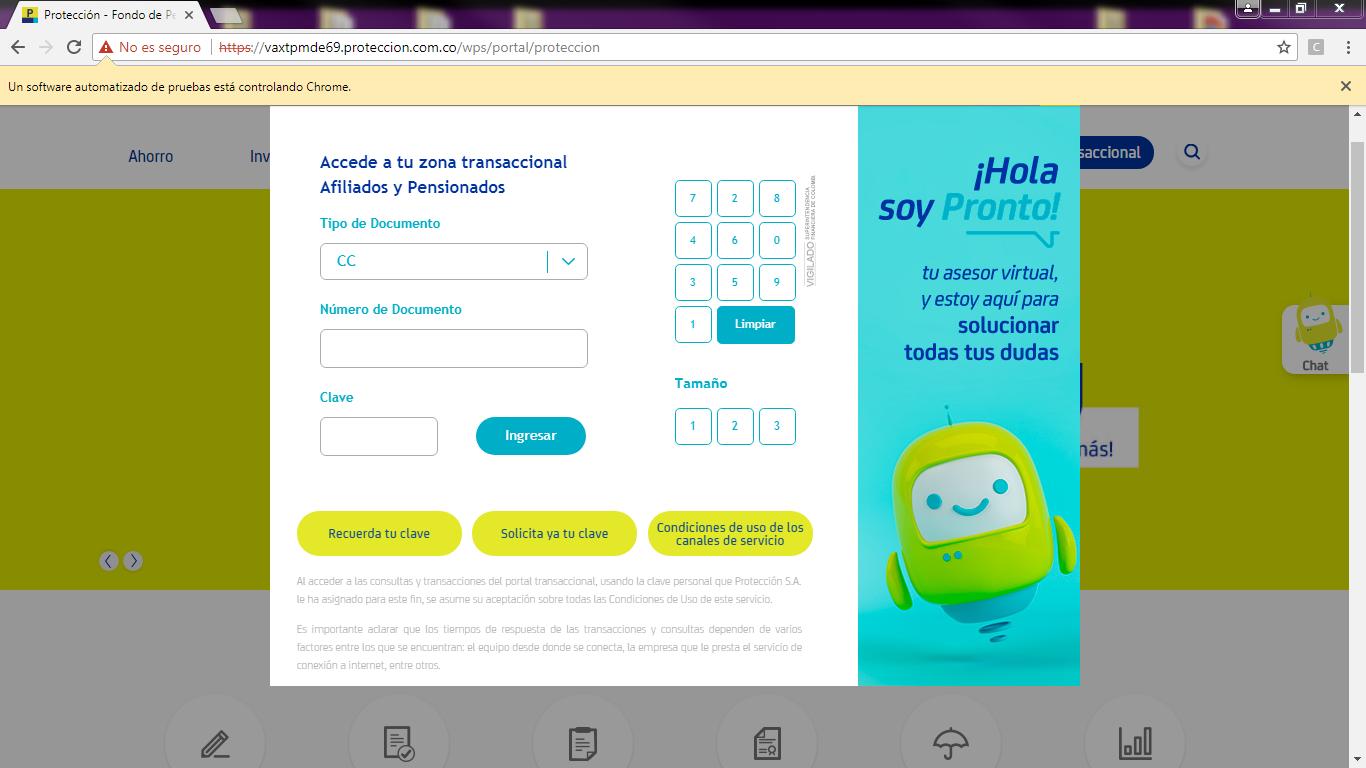 Protección - Fondo de Pe
No es seguro
https://vaxtpmde69.proteccion.com.co/wps/portal/proteccion
C
Un software automatizado de pruebas está controlando Chrome.
Ahorro
Inv
saccional
Accede a tu zona transaccional
Afiliados y Pensionados
Tipo de Documento
CC
Número de Documento
Clave
Ingresar
7 2 8
4 6 0
3 5 9
1 Limpiar
VIGILADO
SUPERINTENDENCIA
FINANCIERA DE COLOMBIA
Tamaño
1 2 3
Recuerda tu clave
Solicita ya tu clave
Condiciones de uso de los
canales de servicio
Al acceder a las consultas y transacciones del portal transaccional, usando la clave personal que Protección S.A.
le ha asignado para este fin, se asume su aceptación sobre todas las Condiciones de Uso de este servicio.
Es importante aclarar que los tiempos de respuesta de las transacciones y consultas dependen de varios
factores entre los que se encuentran: el equipo desde donde se conecta, la empresa que le presta el servicio de
conexión a internet, entre otros.
¡Hola
soy Pronto!
tu asesor virtual,
y estoy aquí para
solucionar
todas tus dudas
Chat
nás!